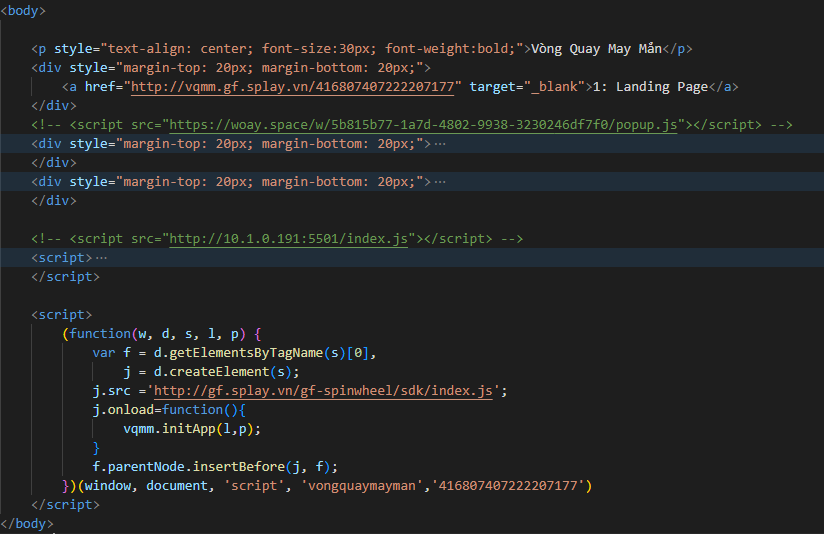 <body>
<p style="text-align: center; font-size:30px; font-weight:bold;">Vòng Quay May Mắn</p>
<div style="margin-top: 20px; margin-bottom: 20px;">
<a href="http://vqmm.gf.splay.vn/416807407222207177" target="_blank">1: Landing Page</a>
</div>
<!-- <script src="https://woay.space/w/5b815b77-1a7d-4802-9938-3230246df7f0/popup.js"></script> -->
<div style="margin-top: 20px; margin-bottom: 20px;">···
</div>
<div style="margin-top: 20px; margin-bottom: 20px;">···
</div>
<!-- <script src="http://10.1.0.191:5501/index.js"></script> -->
<script>···
</script>
<script>
(function(w, d, s, l, p) {
var f = d.getElementsByTagName(s)[0],
j = d.createElement(s);
j.src ='http://gf.splay.vn/gf-spinwheel/sdk/index.js';
j.onload=function(){
vqmm.initApp(l,p);
}
f.parentNode.insertBefore(j, f);
})(window, document, 'script', 'vongquaymayman','416807407222207177')
</script>
</body>